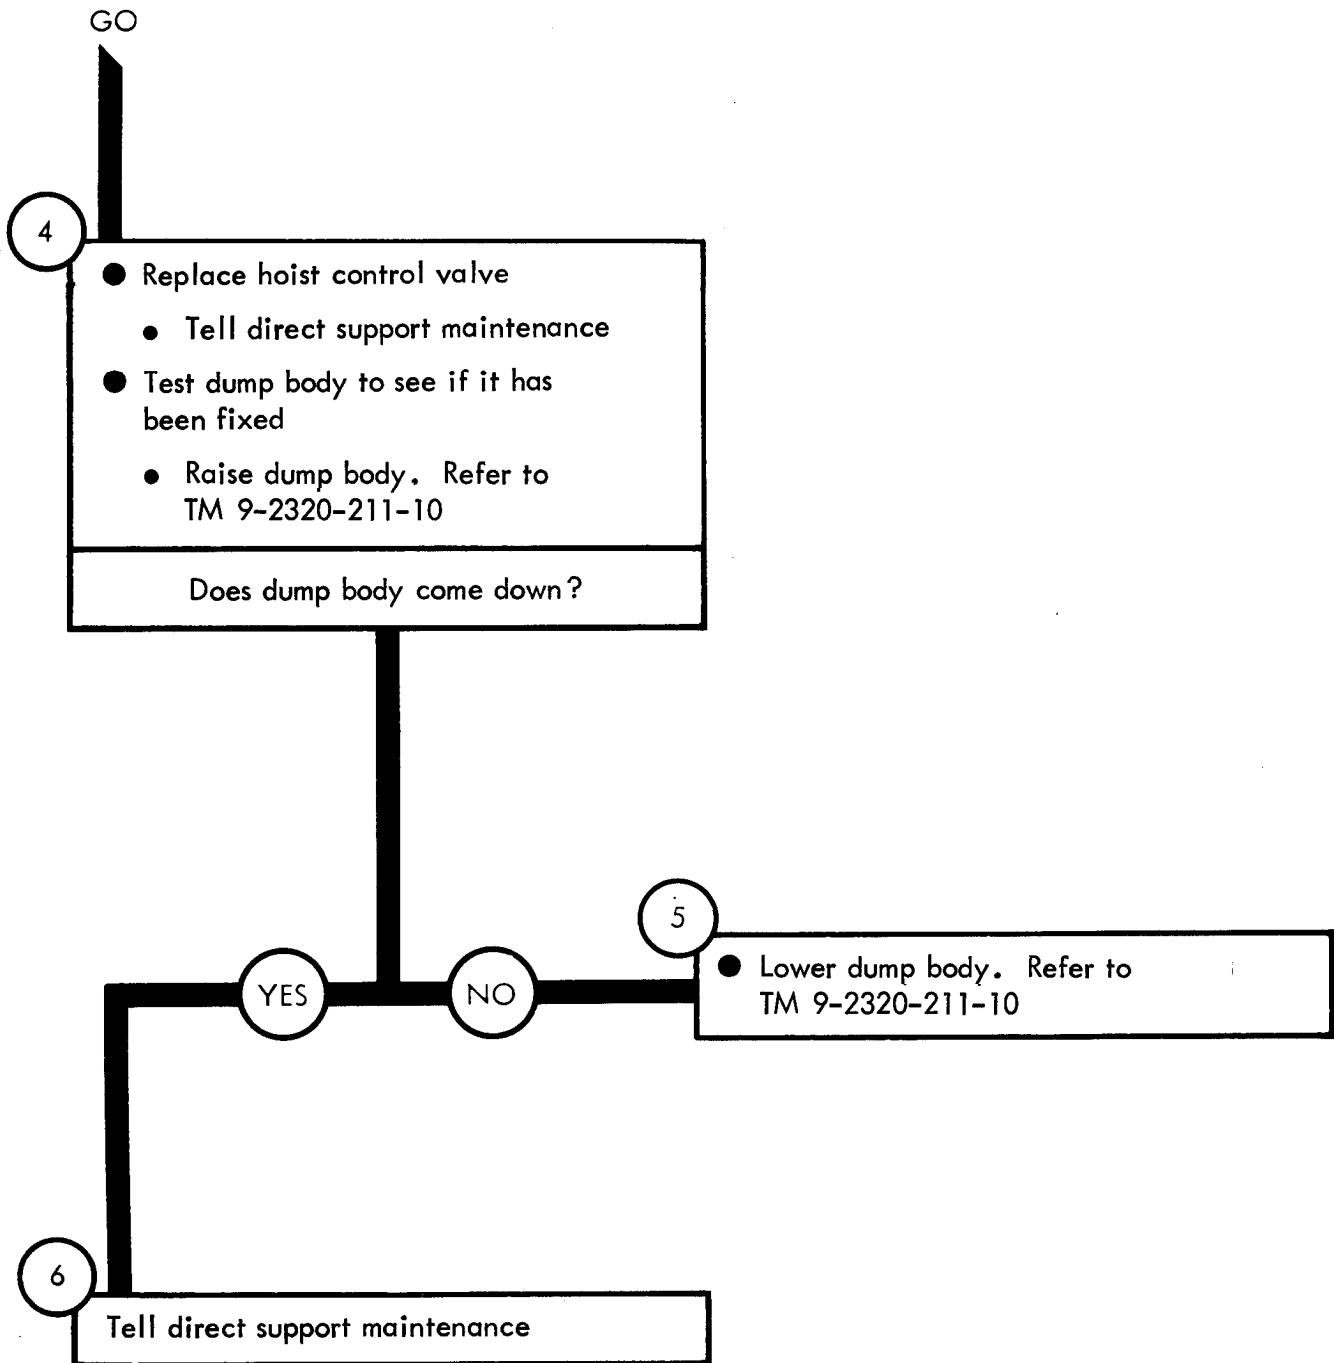 GO
4
● Replace hoist control valve
● Tell direct support maintenance
● Test dump body to see if it has
been fixed
● Raise dump body. Refer to
TM 9-2320-211-10
Does dump body come down?
YES
NO
5
● Lower dump body. Refer to
TM 9-2320-211-10
6
Tell direct support maintenance